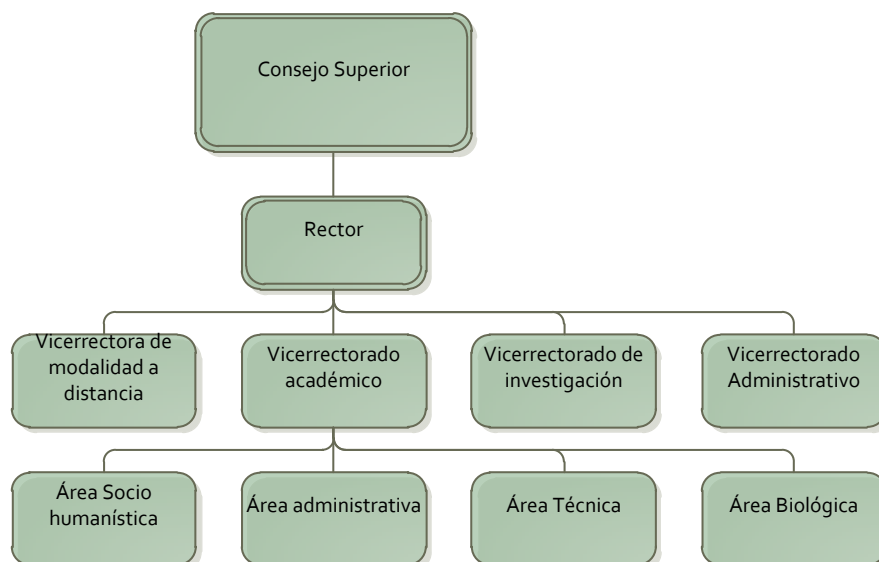 Consejo Superior
Rector
Vicerrectora de
modalidad a
distancia
Vicerrectorado
académico
Vicerrectorado de
investigación
Vicerrectorado
Administrativo
Área Socio
humanística
Área administrativa
Área Técnica
Área Biológica